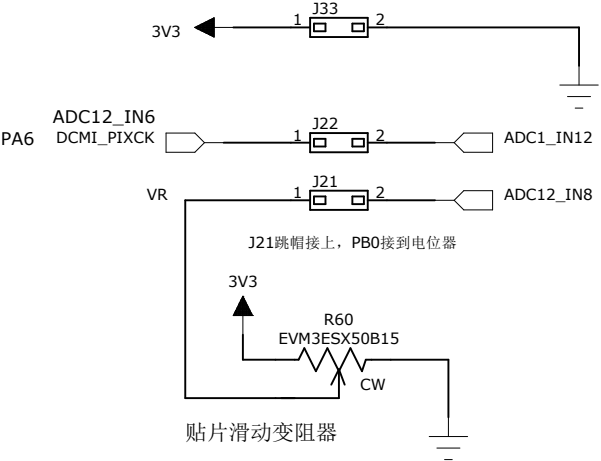 J33
3V3 1 2
ADC12_IN6
PA6 DCMI_PIXCK 1 J22 2 ADC1_IN12
VR 1 J21 2 ADC12_IN8
J21跳帽接上，PB0接到电位器
3V3
R60
EVM3ESX50B15
CW
贴片滑动变阻器